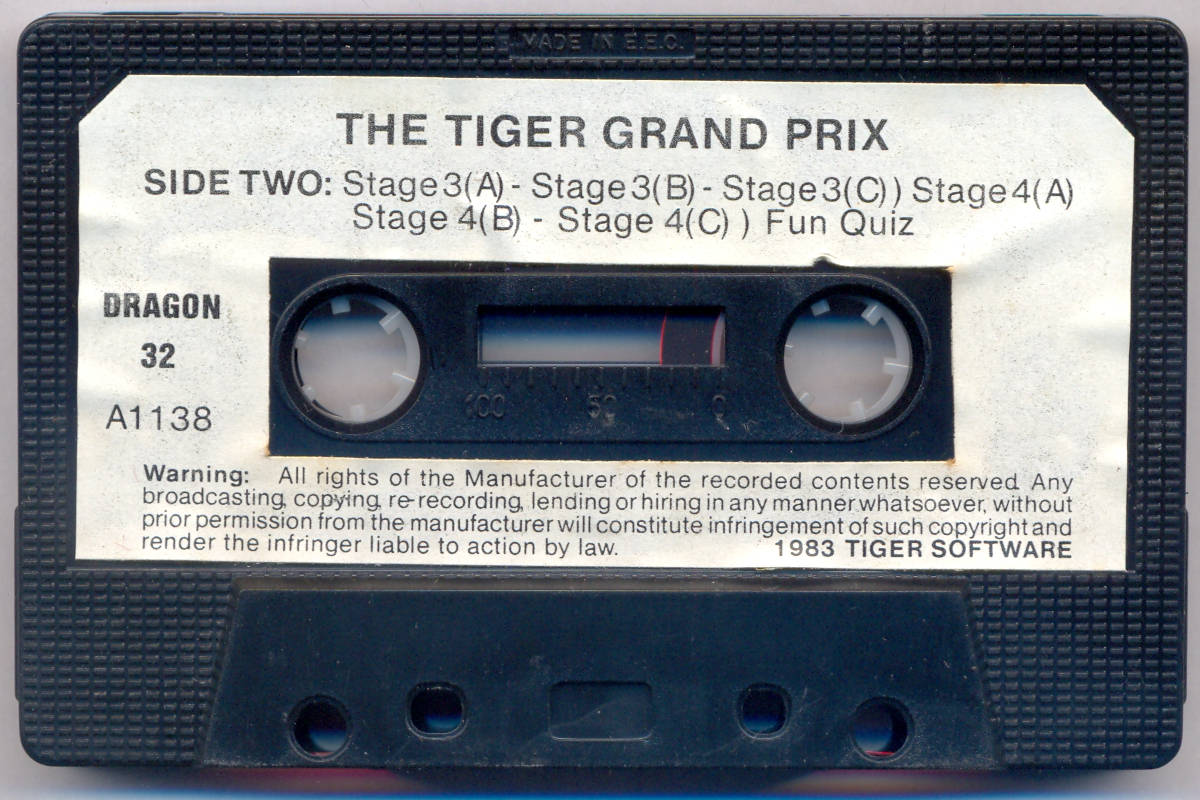 MADE IN E.E.C.
THE TIGER GRAND PRIX
SIDE TWO: Stage 3(A) - Stage 3(B) - Stage 3(C) ) Stage 4(A)
Stage 4(B) - Stage 4(C) ) Fun Quiz
DRAGON
32
A1138
100 50 0
Warning: All rights of the Manufacturer of the recorded contents reserved. Any
broadcasting, copying, re-recording, lending or hiring in any manner whatsoever, without
prior permission from the manufacturer will constitute infringement of such copyright and
render the infringer liable to action by law. 1983 TIGER SOFTWARE